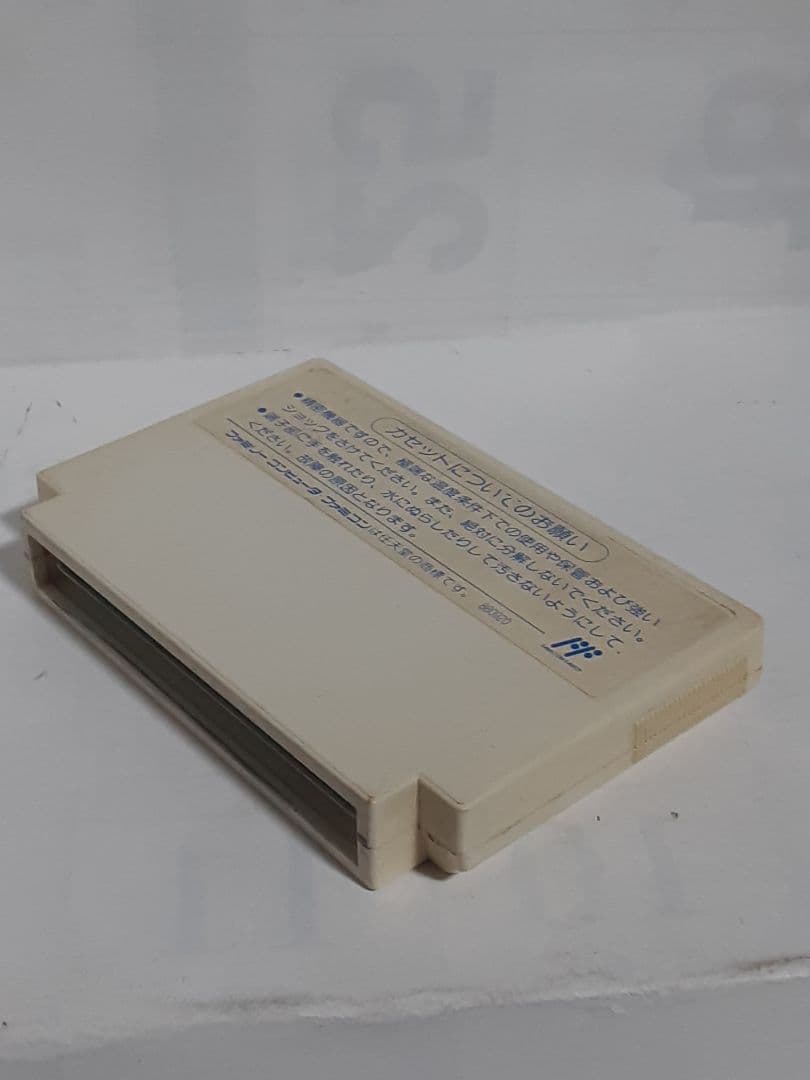 カセットについてのお願い
●精密機器ですので、極端な温度条件下での使用や保管および強い
ショックをさけてください。また、絶対に分解しないでください。
●端子部に手を触れたり、水にぬらしたりして汚さないようにして
ください。故障の原因となります。
ファミリーコンピュータ ファミコンは任天堂の商標です。